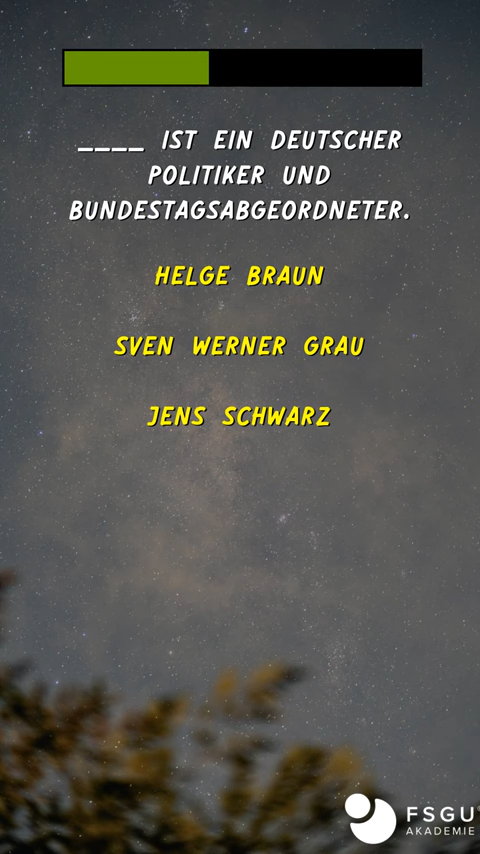 ____ IST EIN DEUTSCHER
POLITIKER UND
BUNDESTAGSABGEORDNETER.
HELGE BRAUN
SVEN WERNER GRAU
JENS SCHWARZ
FSGU
AKADEMIE